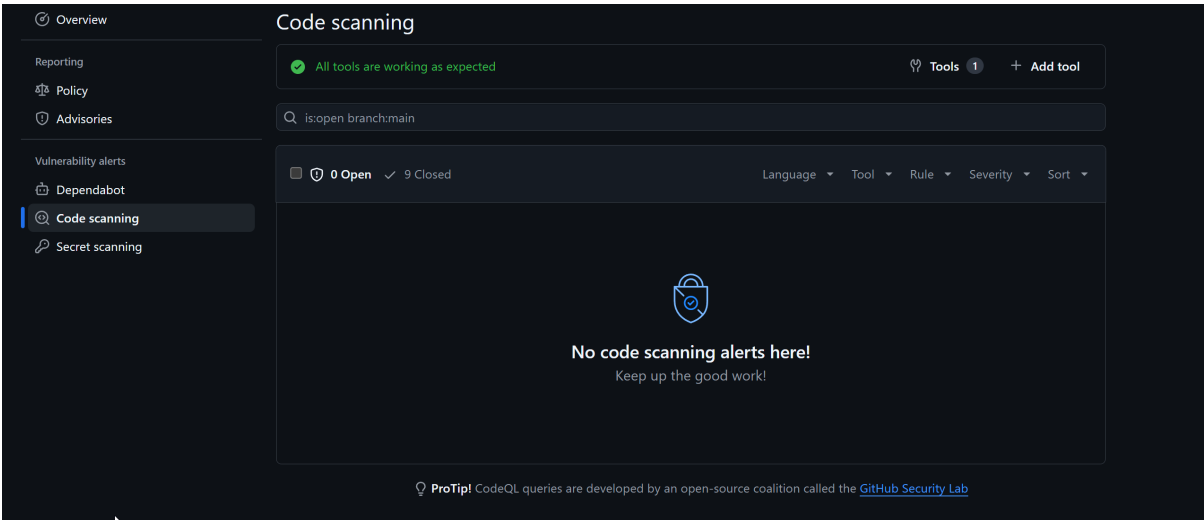 Overview
Reporting
Policy
Advisories
Vulnerability alerts
Dependabot
Code scanning
Secret scanning
Code scanning
All tools are working as expected
Tools 1 Add tool
is:open branch:main
0 Open 9 Closed Language Tool Rule Severity Sort
No code scanning alerts here!
Keep up the good work!
ProTip! CodeQL queries are developed by an open-source coalition called the GitHub Security Lab